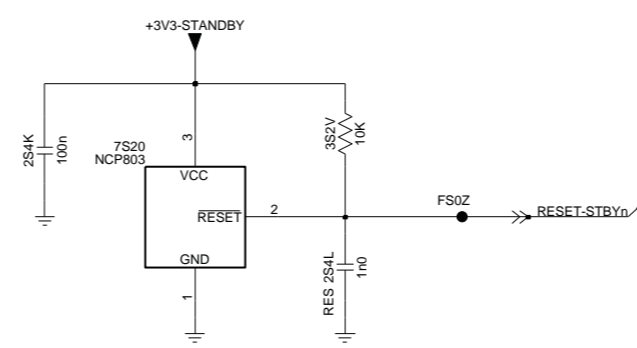 +3V3-STANDBY
2S4K
100n
7S20
NCP803
3
VCC
3S2V
10K
RESET
2
FS0Z
RESET-STBYn
GND
1
RES 2S4L
1n0